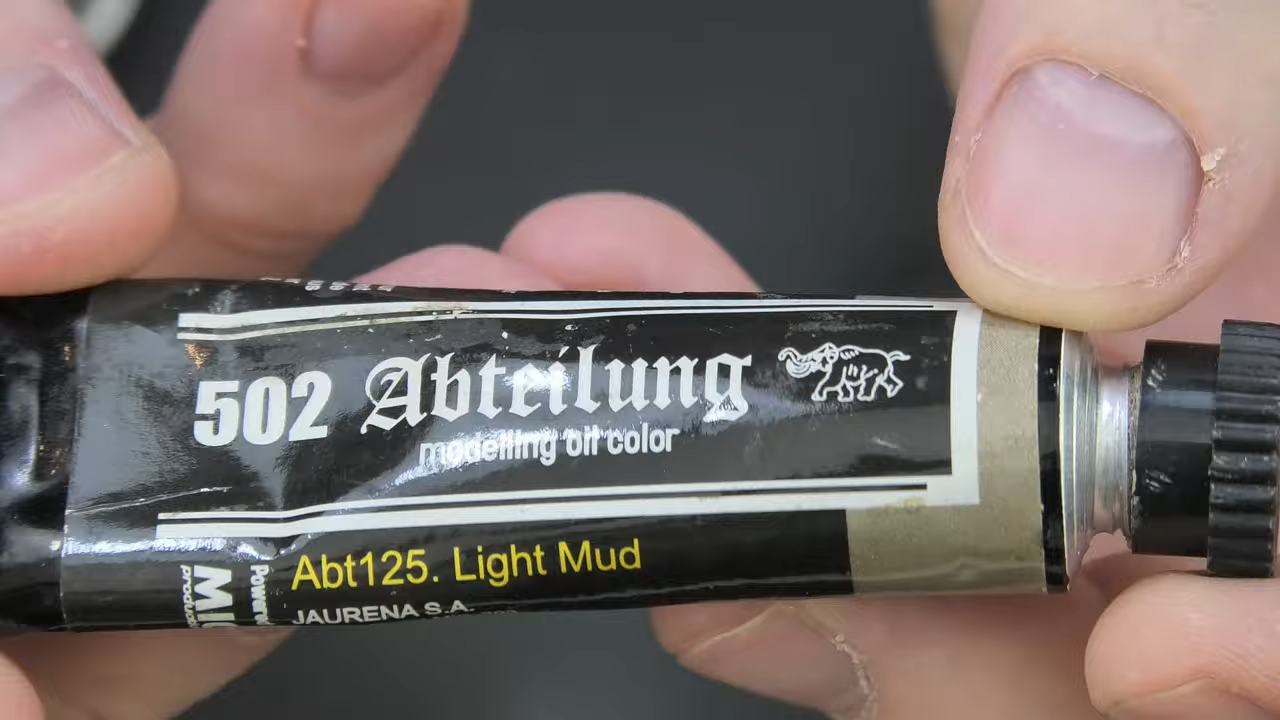 502 Abteilung
modelling oil color
Abt125. Light Mud
JAURENA S.A.